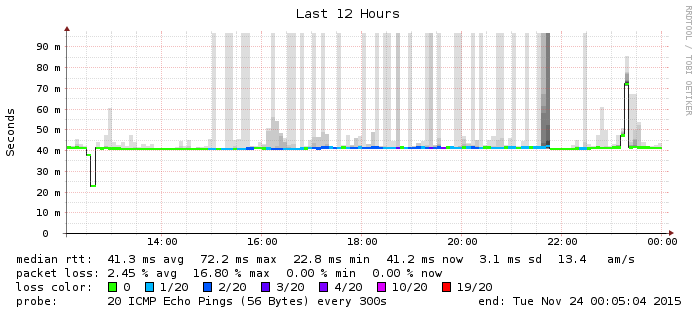 Last 12 Hours
RRDTOOL / TOBI OETIKER
Seconds
90 m
80 m
70 m
60 m
50 m
40 m
30 m
20 m
10 m
0
14:00 16:00 18:00 20:00 22:00 00:00
median rtt: 41.3 ms avg 72.2 ms max 22.8 ms min 41.2 ms now 3.1 ms sd 13.4 am/s
packet loss: 2.45 % avg 16.80 % max 0.00 % min 0.00 % now
loss color: 0 1/20 2/20 3/20 4/20 10/20 19/20
probe: 20 ICMP Echo Pings (56 Bytes) every 300s end: Tue Nov 24 00:05:04 2015